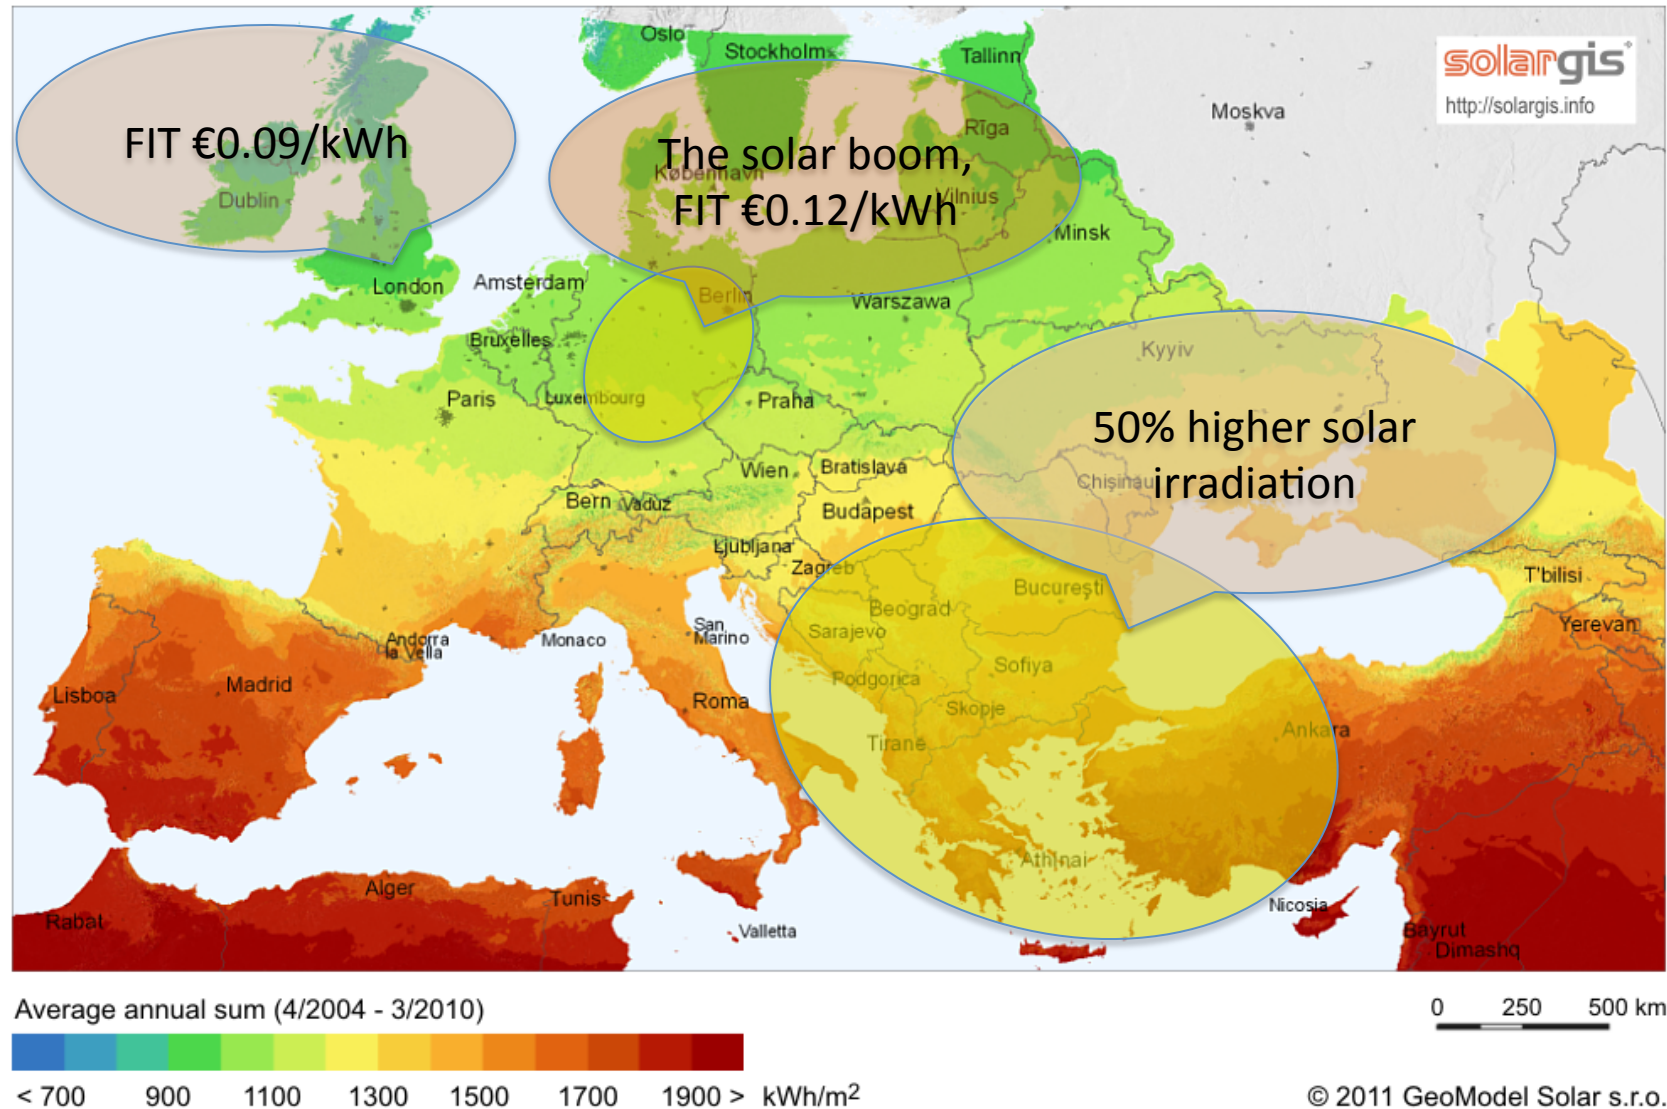 Oslo
Stockholm
Tallinn
solargis
http://solargis.info
Moskva
FIT €0.09/kWh
The solar boom,
FIT €0.12/kWh
Rīga
København
Vilnius
Dublin
Minsk
London
Amsterdam
Berlin
Warszawa
Bruxelles
Kyyiv
Paris
Luxembourg
Praha
50% higher solar
irradiation
Wien
Bratislava
Chişinău
Bern
Vaduz
Budapest
Ljubljana
Zagreb
T'bilisi
Bucureşti
Beograd
Sarajevo
San
Marino
Monaco
Andorra
la Vella
Yerevan
Sofiya
Podgorica
Lisboa
Madrid
Roma
Skopje
Tiranë
Ankara
Athínai
Alger
Tunis
Nicosia
Rabat
Valletta
Bayrut
Dimashq
Average annual sum (4/2004 - 3/2010)
0 250 500 km
< 700 900 1100 1300 1500 1700 1900 > kWh/m²
© 2011 GeoModel Solar s.r.o.